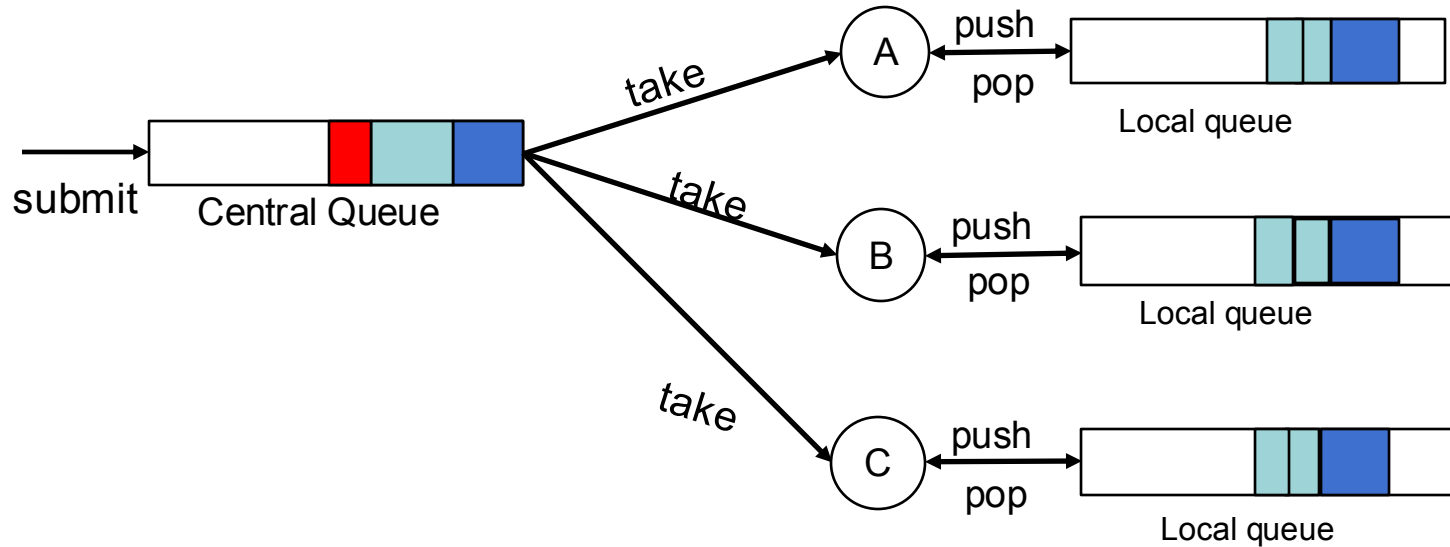 submit
Central Queue
take
take
take
A
push
pop
Local queue
B
push
pop
Local queue
C
push
pop
Local queue